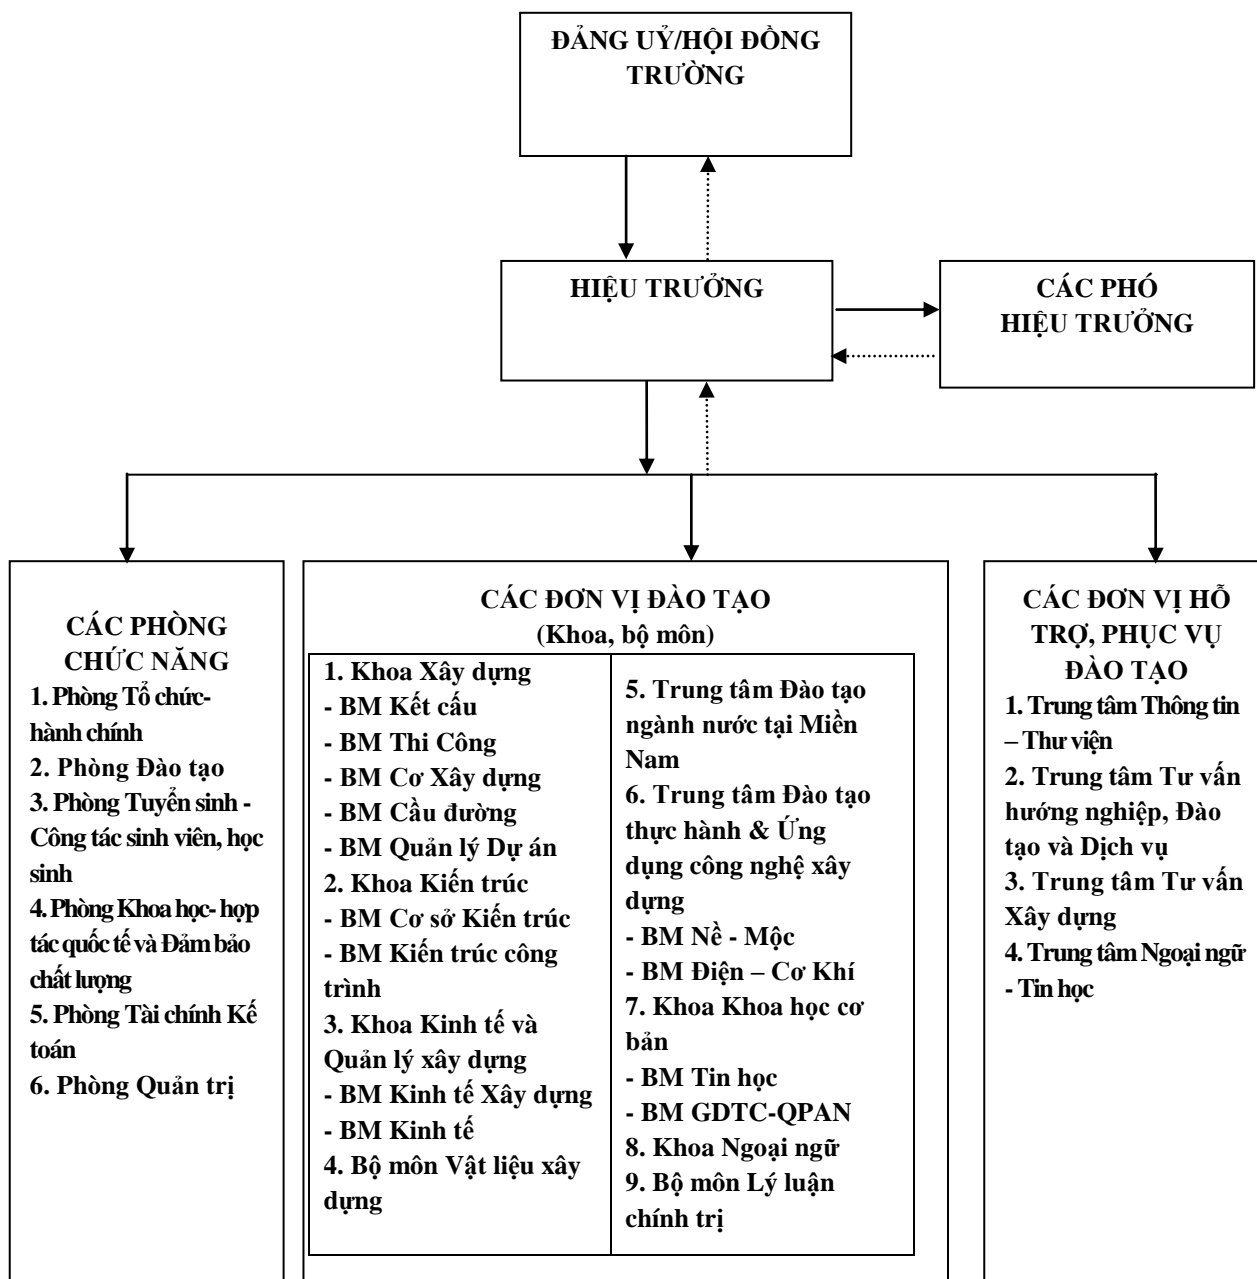 ĐẢNG UỶ/HỘI ĐỒNG
TRƯỜNG
HIỆU TRƯỞNG
CÁC PHÓ
HIỆU TRƯỞNG
CÁC PHÒNG
CHỨC NĂNG
1. Phòng Tổ chức-
hành chính
2. Phòng Đào tạo
3. Phòng Tuyển sinh -
Công tác sinh viên, học
sinh
4. Phòng Khoa học- hợp
tác quốc tế và Đảm bảo
chất lượng
5. Phòng Tài chính Kế
toán
6. Phòng Quản trị
CÁC ĐƠN VỊ ĐÀO TẠO
(Khoa, bộ môn)
1. Khoa Xây dựng
- BM Kết cấu
- BM Thi Công
- BM Cơ Xây dựng
- BM Cầu đường
- BM Quản lý Dự án
2. Khoa Kiến trúc
- BM Cơ sở Kiến trúc
- BM Kiến trúc công
trình
3. Khoa Kinh tế và
Quản lý xây dựng
- BM Kinh tế Xây dựng
- BM Kinh tế
4. Bộ môn Vật liệu xây
dựng
5. Trung tâm Đào tạo
ngành nước tại Miền
Nam
6. Trung tâm Đào tạo
thực hành & Ứng
dụng công nghệ xây
dựng
- BM Nề - Mộc
- BM Điện – Cơ Khí
7. Khoa Khoa học cơ
bản
- BM Tin học
- BM GDTC-QPAN
8. Khoa Ngoại ngữ
9. Bộ môn Lý luận
chính trị
CÁC ĐƠN VỊ HỖ
TRỢ, PHỤC VỤ
ĐÀO TẠO
1. Trung tâm Thông tin
– Thư viện
2. Trung tâm Tư vấn
hướng nghiệp, Đào
tạo và Dịch vụ
3. Trung tâm Tư vấn
Xây dựng
4. Trung tâm Ngoại ngữ
- Tin học